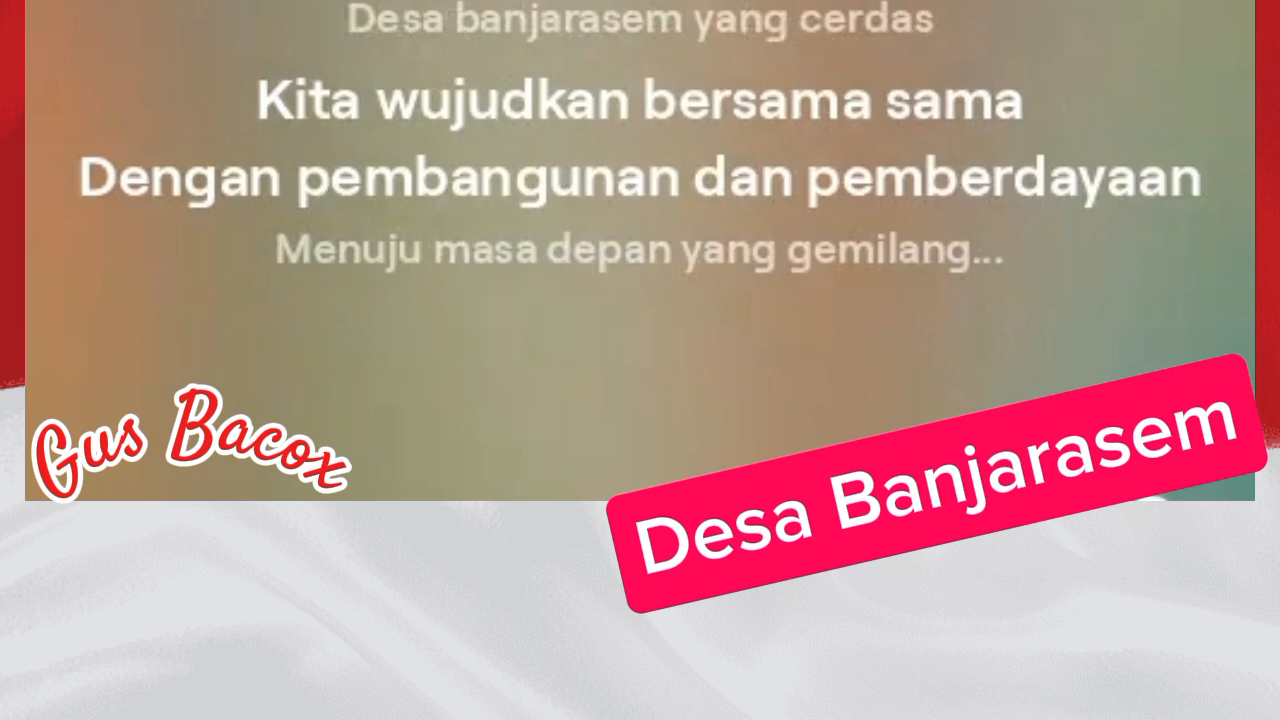 Desa banjarasem yang cerdas
Kita wujudkan bersama sama
Dengan pembangunan dan pemberdayaan
Menuju masa depan yang gemilang...
Gus Bacox
Desa Banjarasem